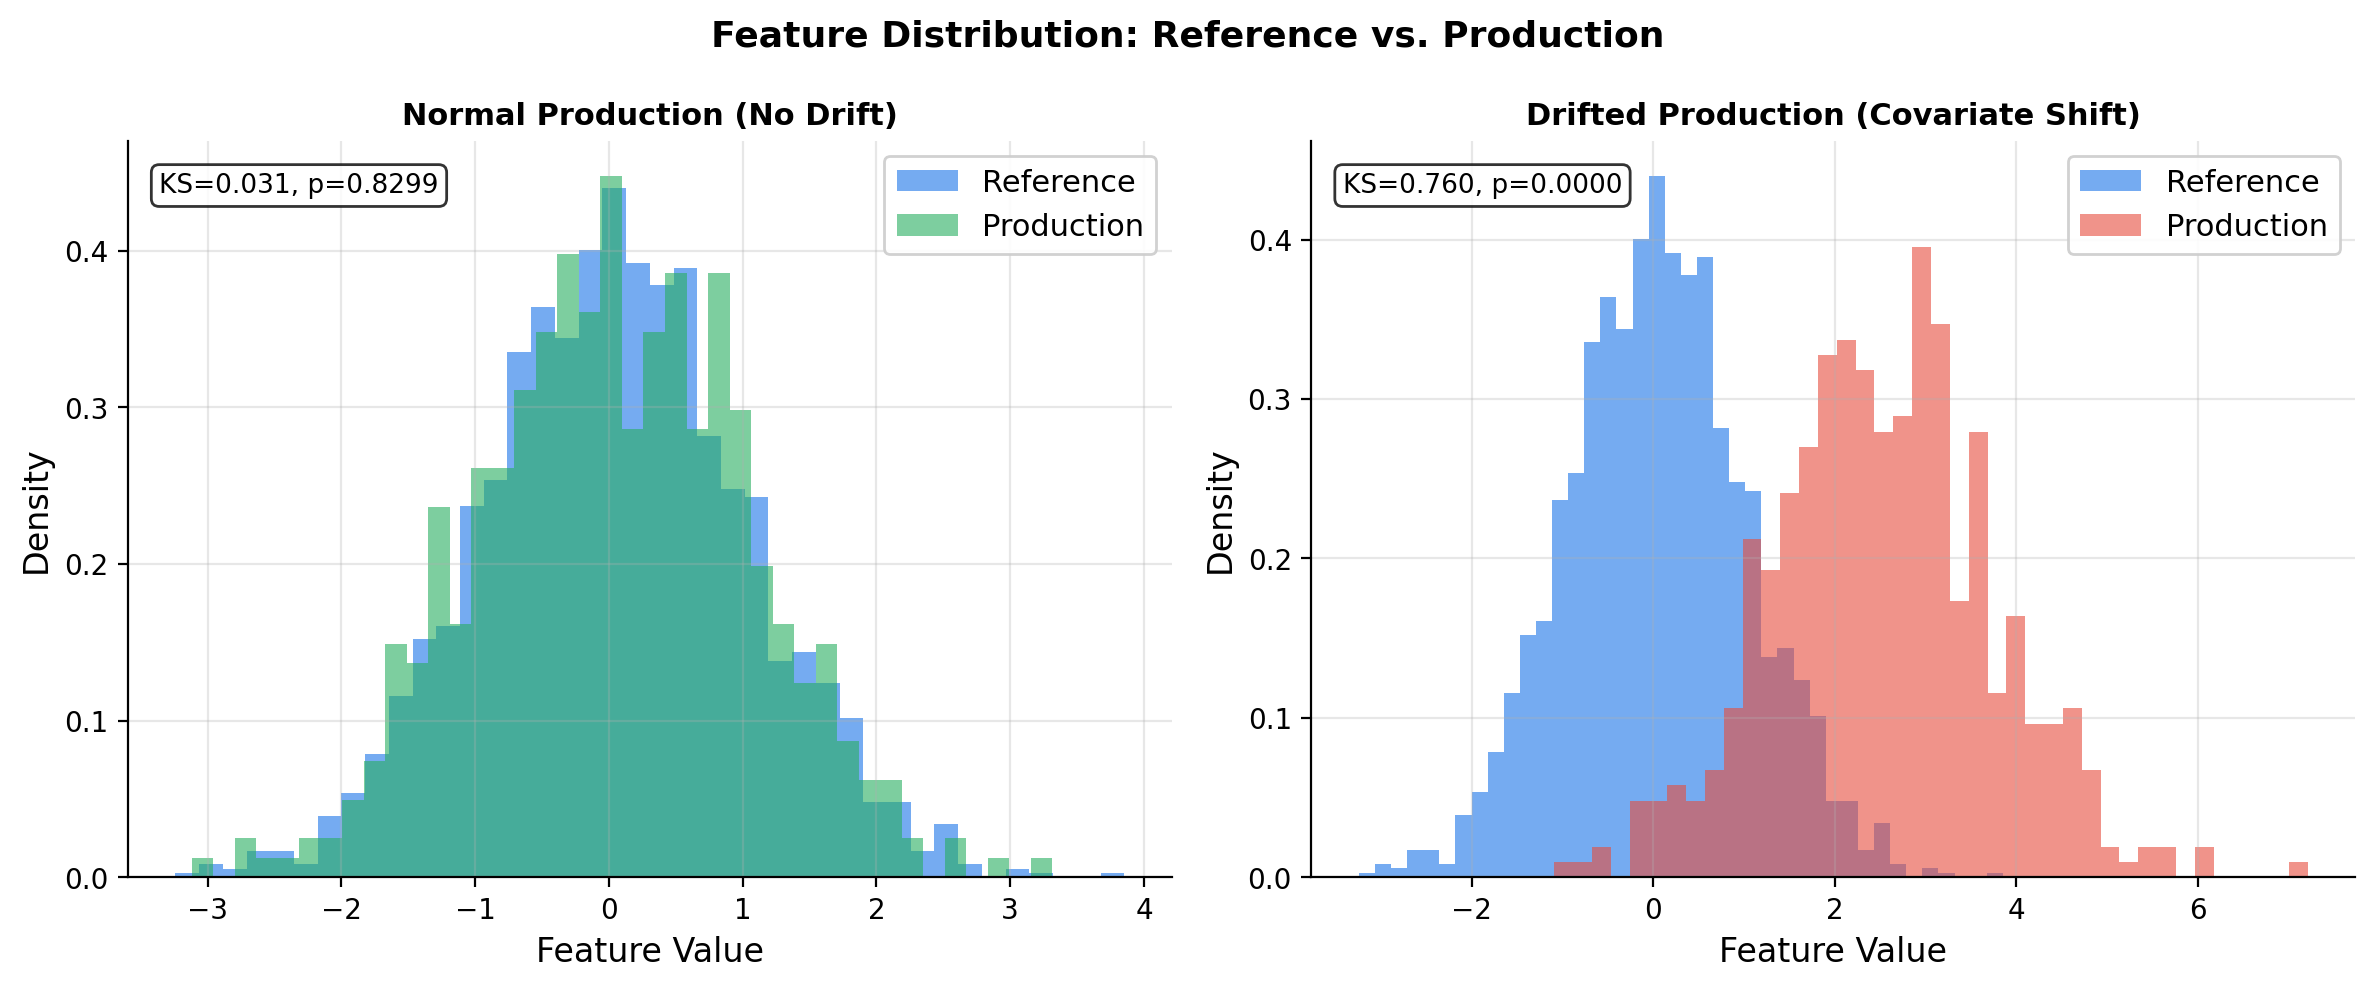 Feature Distribution: Reference vs. Production
Normal Production (No Drift)
KS=0.031, p=0.8299
Reference
Production
Density
0.4
0.3
0.2
0.1
0.0
−3 −2 −1 0 1 2 3 4
Feature Value
Drifted Production (Covariate Shift)
KS=0.760, p=0.0000
Reference
Production
Density
0.4
0.3
0.2
0.1
0.0
−2 0 2 4 6
Feature Value